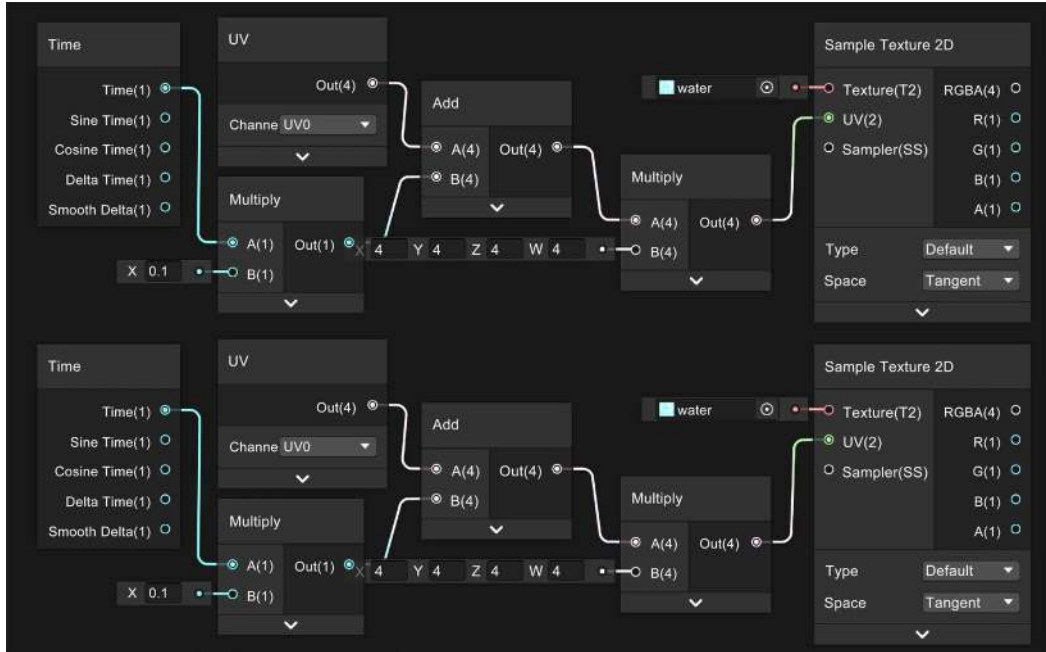 Time
UV
Sample Texture 2D
Time(1)
Out(4)
Add
water
Texture(T2)
RGBA(4)
Sine Time(1)
Channe UV0
A(4)
Out(4)
UV(2)
R(1)
Cosine Time(1)
B(4)
Sampler(SS)
G(1)
Delta Time(1)
Multiply
Multiply
B(1)
Smooth Delta(1)
A(1)
A(1)
Out(1)
A(4)
Out(4)
X 4 Y 4 Z 4 W 4
B(4)
Type
Default
X 0.1
B(1)
Space
Tangent
Time
UV
Sample Texture 2D
Time(1)
Out(4)
Add
water
Texture(T2)
RGBA(4)
Sine Time(1)
Channe UV0
A(4)
Out(4)
UV(2)
R(1)
Cosine Time(1)
B(4)
Sampler(SS)
G(1)
Delta Time(1)
Multiply
Multiply
B(1)
Smooth Delta(1)
A(1)
A(1)
Out(1)
A(4)
Out(4)
X 4 Y 4 Z 4 W 4
B(4)
Type
Default
X 0.1
B(1)
Space
Tangent